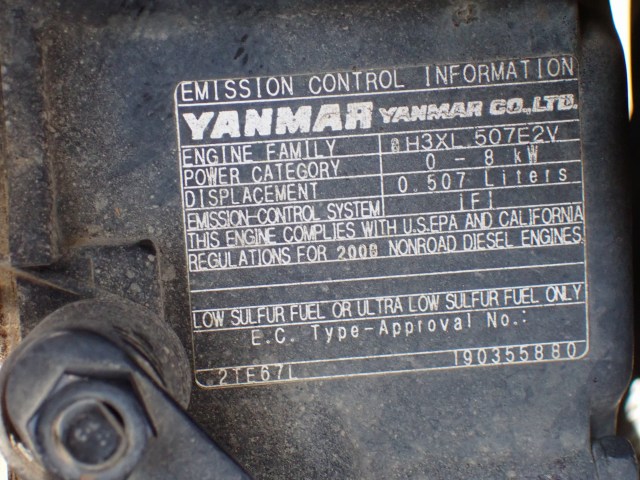 EMISSION CONTROL INFORMATION
YANMAR YANMAR CO.,LTD.
ENGINE FAMILY 8H3XL.507E2V
POWER CATEGORY 0 - 8 kW
DISPLACEMENT 0.507 Liters
EMISSION-CONTROL SYSTEM IFI
THIS ENGINE COMPLIES WITH U.S.EPA AND CALIFORNIA
REGULATIONS FOR 2008 NONROAD DIESEL ENGINES
LOW SULFUR FUEL OR ULTRA LOW SULFUR FUEL ONLY
E.C. Type-Approval No.:
2TE67L 190355880